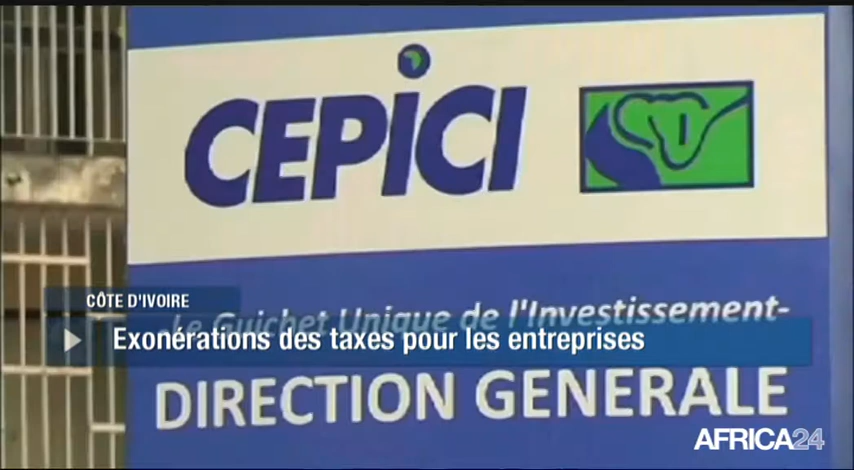 CEPICI
CÔTE D'IVOIRE
-Le Guichet Unique de l'Investissement-
Exonérations des taxes pour les entreprises
DIRECTION GENERALE
AFRICA24